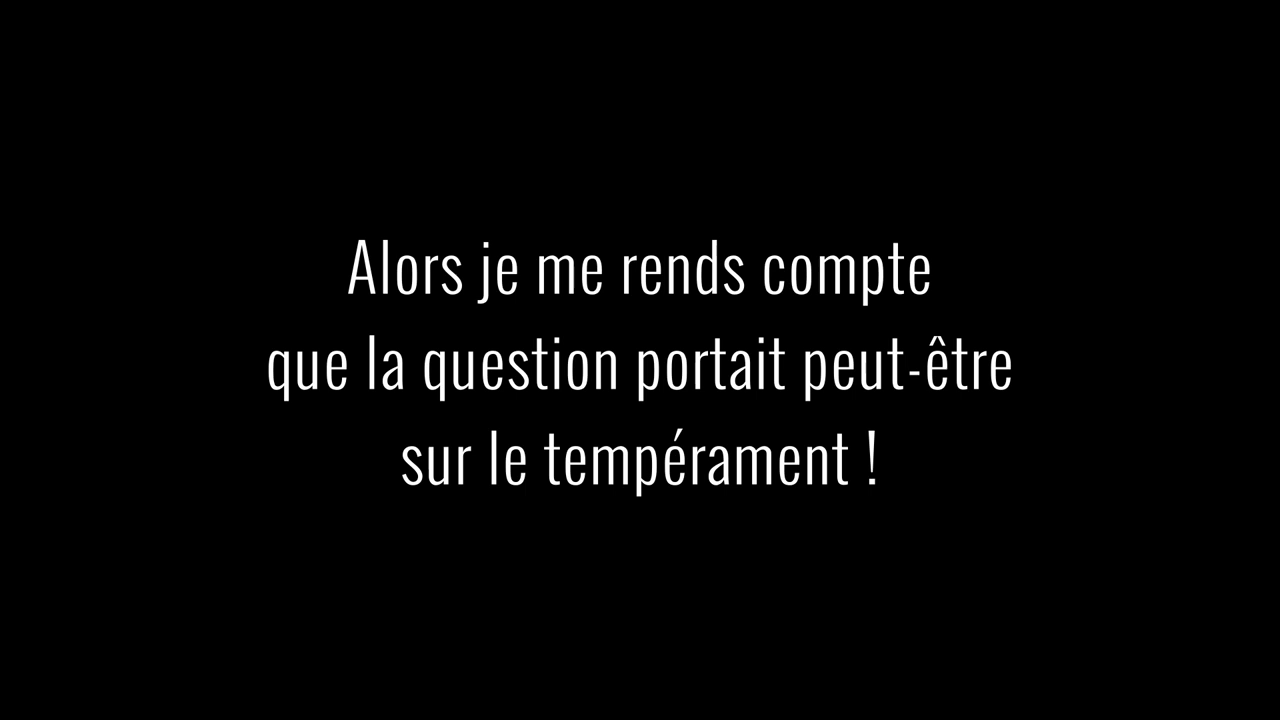 Alors je me rends compte
que la question portait peut-être
sur le tempérament !